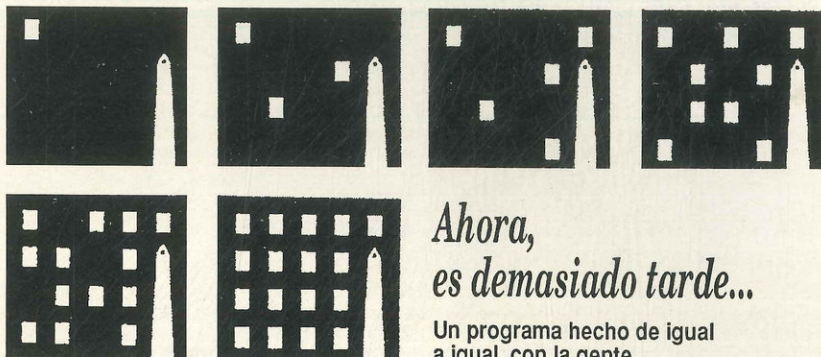 Ahora,
es demasiado tarde...
Un programa hecho de igual
a igual, con la gente